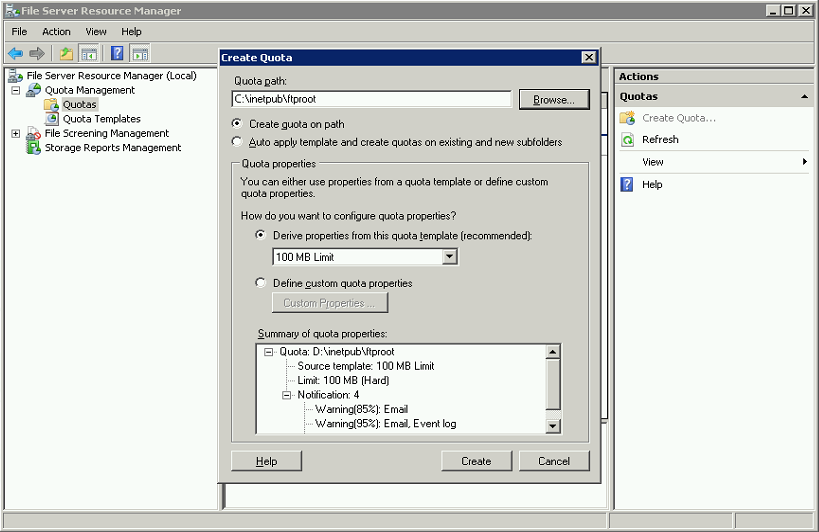 File Server Resource Manager
File Action View Help
File Server Resource Manager (Local)
Quota Management
Quotas
Quota Templates
File Screening Management
Storage Reports Management
Create Quota
Quota path:
C:\inetpub\ftproot
Browse...
Create quota on path
Auto apply template and create quotas on existing and new subfolders
Quota properties
You can either use properties from a quota template or define custom
quota properties.
How do you want to configure quota properties?
Derive properties from this quota template (recommended):
100 MB Limit
Define custom quota properties
Custom Properties ...
Summary of quota properties:
Quota: D:\inetpub\ftproot
Source template: 100 MB Limit
Limit: 100 MB (Hard)
Notification: 4
Warning(85%): Email
Warning(95%): Email, Event log
Help
Create
Cancel
Actions
Quotas
Create Quota...
Refresh
View
Help